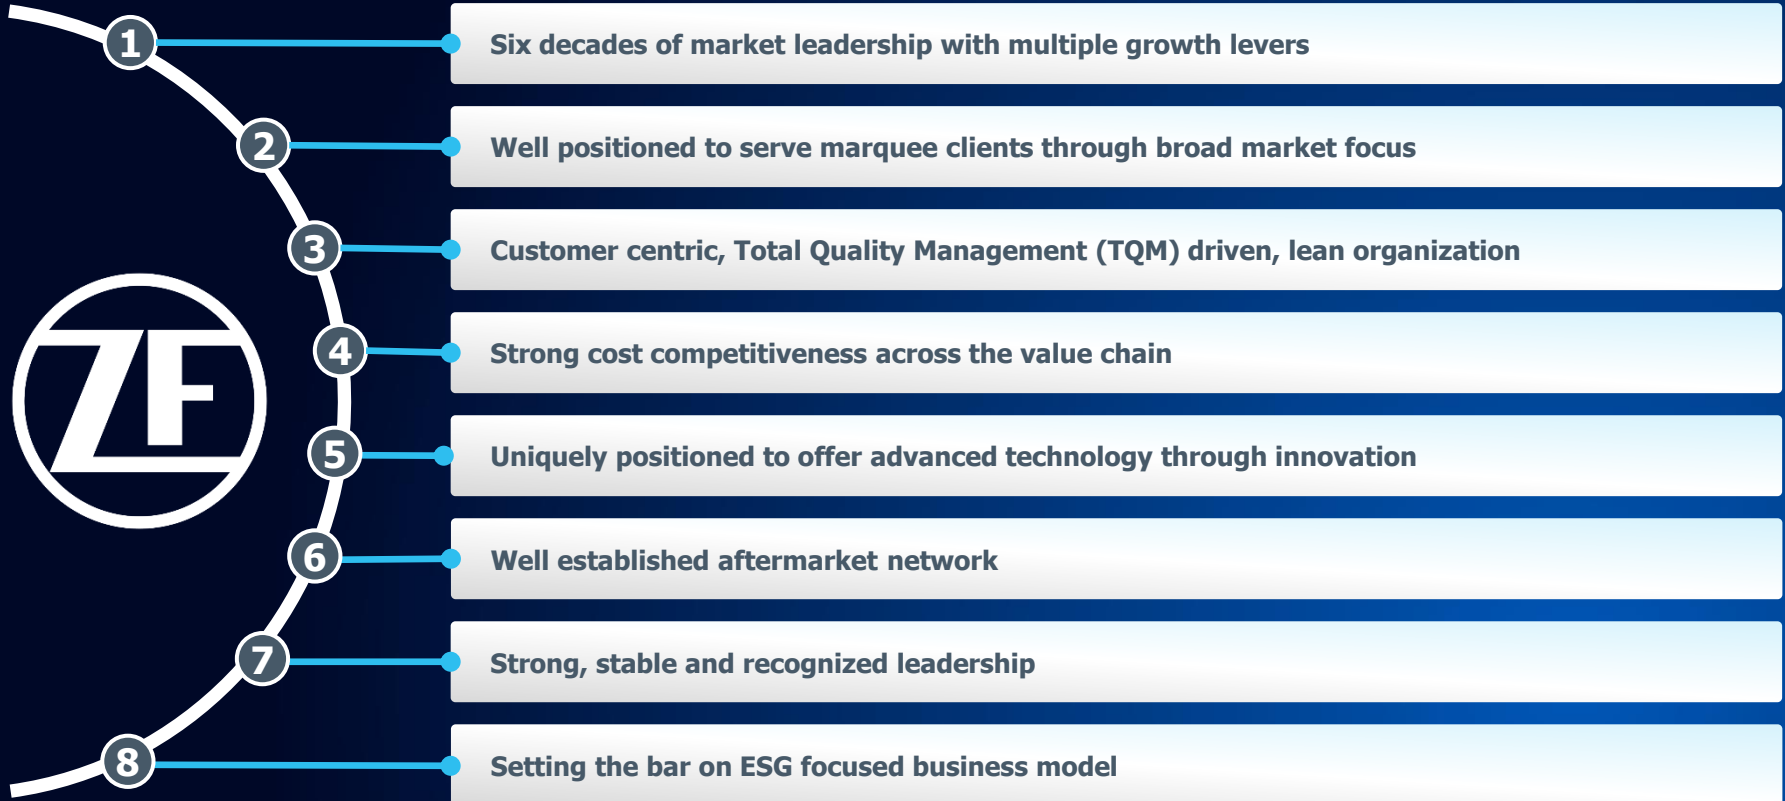 1
Six decades of market leadership with multiple growth levers
2
Well positioned to serve marquee clients through broad market focus
3
Customer centric, Total Quality Management (TQM) driven, lean organization
4
Strong cost competitiveness across the value chain
5
Uniquely positioned to offer advanced technology through innovation
6
Well established aftermarket network
7
Strong, stable and recognized leadership
8
Setting the bar on ESG focused business model
ZF